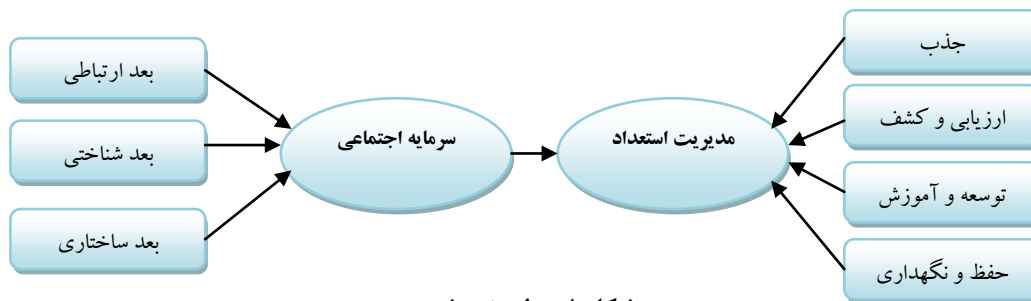 جذب
بعد ارتباطی
ارزیابی و کشف
سرمایه اجتماعی
مدیریت استعداد
بعد شناختی
توسعه و آموزش
بعد ساختاری
حفظ و نگهداری